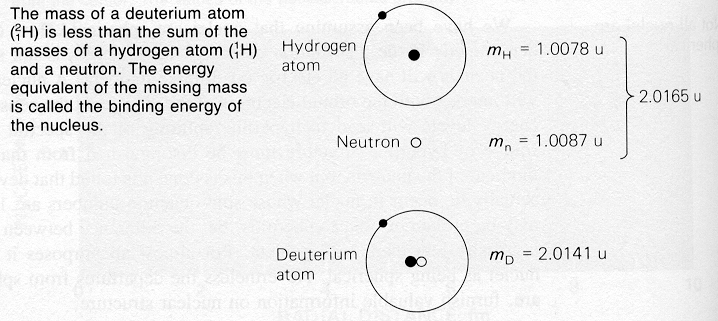 The mass of a deuterium atom
(²₁H) is less than the sum of the
masses of a hydrogen atom (¹₁H)
and a neutron. The energy
equivalent of the missing mass
is called the binding energy of
the nucleus.
Hydrogen
atom
m_H = 1.0078 u
2.0165 u
Neutron
m_n = 1.0087 u
Deuterium
atom
m_D = 2.0141 u